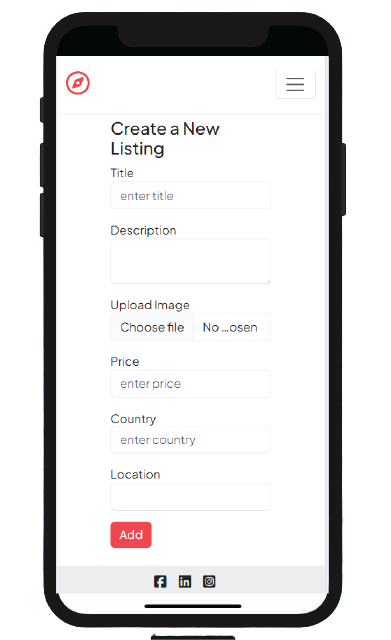 Create a New
Listing
Title
enter title
Description
Upload Image
Choose file No ...osen
Price
enter price
Country
enter country
Location
Add